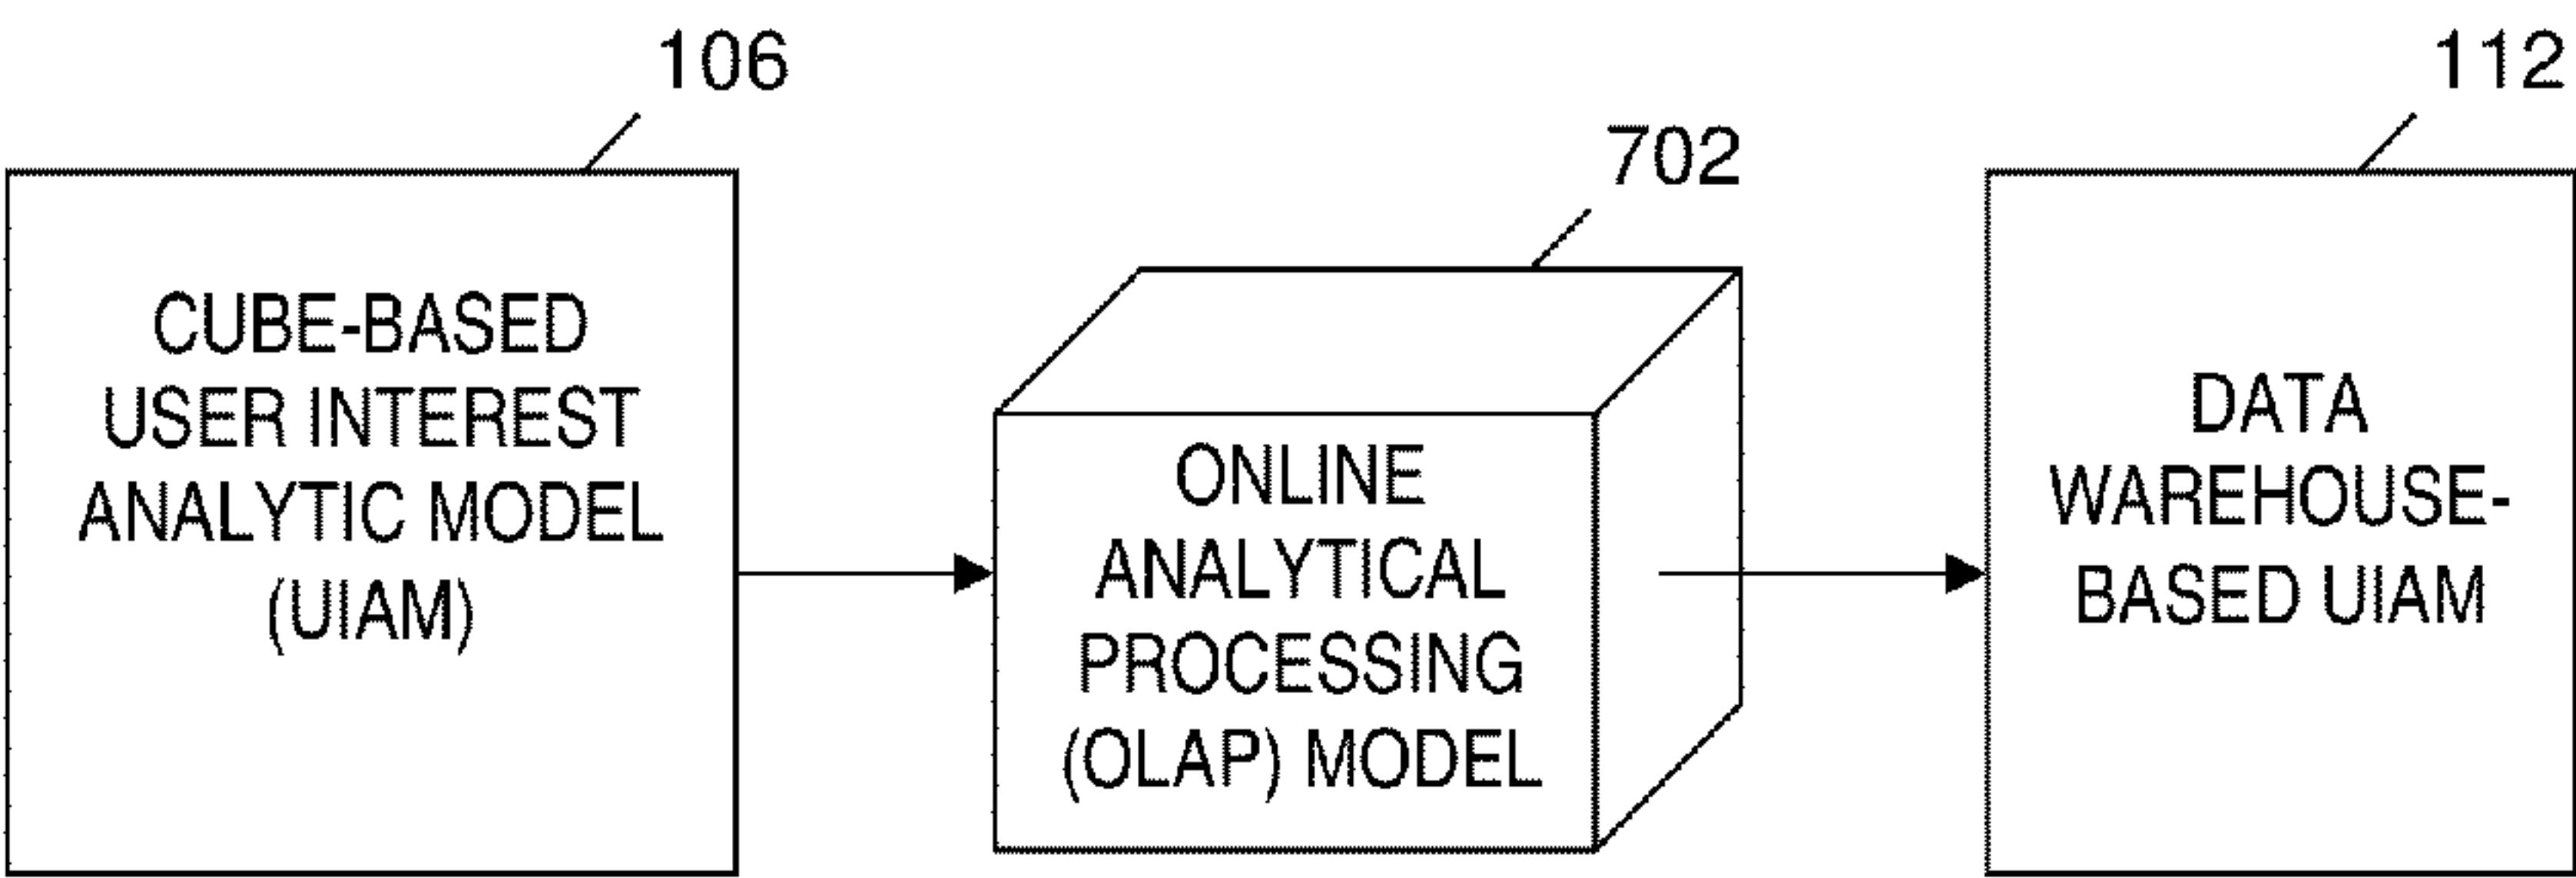 106
CUBE-BASED
USER INTEREST
ANALYTIC MODEL
(UIAM)
702
ONLINE
ANALYTICAL
PROCESSING
(OLAP) MODEL
112
DATA
WAREHOUSE-
BASED UIAM